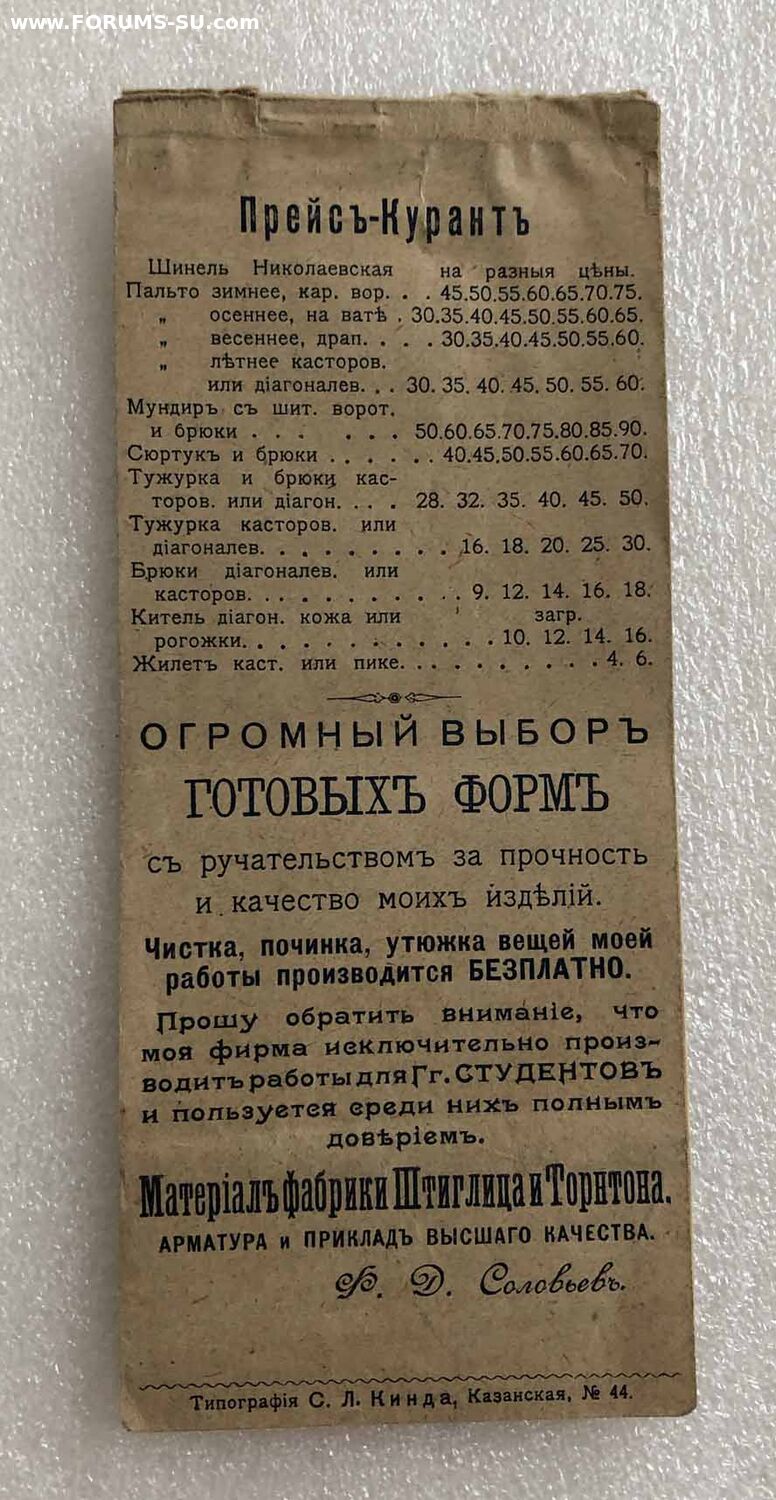 www.FORUMS-SU.com
Прейсъ-Курантъ
Шинель Николаевская на разныя цѣны.
Пальто зимнее, кар. вор. . . 45.50.55.60.65.70.75.
„ осеннее, на ватѣ . 30.35.40.45.50.55.60.65.
„ весеннее, драп. . . . 30.35.40.45.50.55.60.
„ лѣтнее касторов.
или діагоналев. . . 30. 35. 40. 45. 50. 55. 60.
Мундиръ съ шит. ворот.
и брюки . . . . . . 50.60.65.70.75.80.85.90.
Сюртукъ и брюки . . . . . . 40.45.50.55.60.65.70.
Тужурка и брюки кас-
торов. или діагон. . . . 28. 32. 35. 40. 45. 50.
Тужурка касторов. или
діагоналев. . . . . . . . . 16. 18. 20. 25. 30.
Брюки діагоналев. или
касторов. . . . . . . . . . . 9. 12. 14. 16. 18.
Китель діагон. кожа или загр.
рогожки. . . . . . . . . . . . 10. 12. 14. 16.
Жилетъ каст. или пике. . . . . . . . . . 4. 6.
ОГРОМНЫЙ ВЫБОРЪ
ГОТОВЫХЪ ФОРМЪ
съ ручательствомъ за прочность
и качество моихъ издѣлій.
Чистка, починка, утюжка вещей моей
работы производится БЕЗПЛАТНО.
Прошу обратить вниманіе, что
моя фирма исключительно произ-
водитъ работы для Гг. СТУДЕНТОВЪ
и пользуется среди нихъ полнымъ
довѣріемъ.
Матеріалъ фабрики Штиглица и Торнтона.
АРМАТУРА и ПРИКЛАДЪ ВЫСШАГО КАЧЕСТВА.
Ф. Д. Соловьевъ.
Типографія С. Л. Кинда, Казанская, № 44.